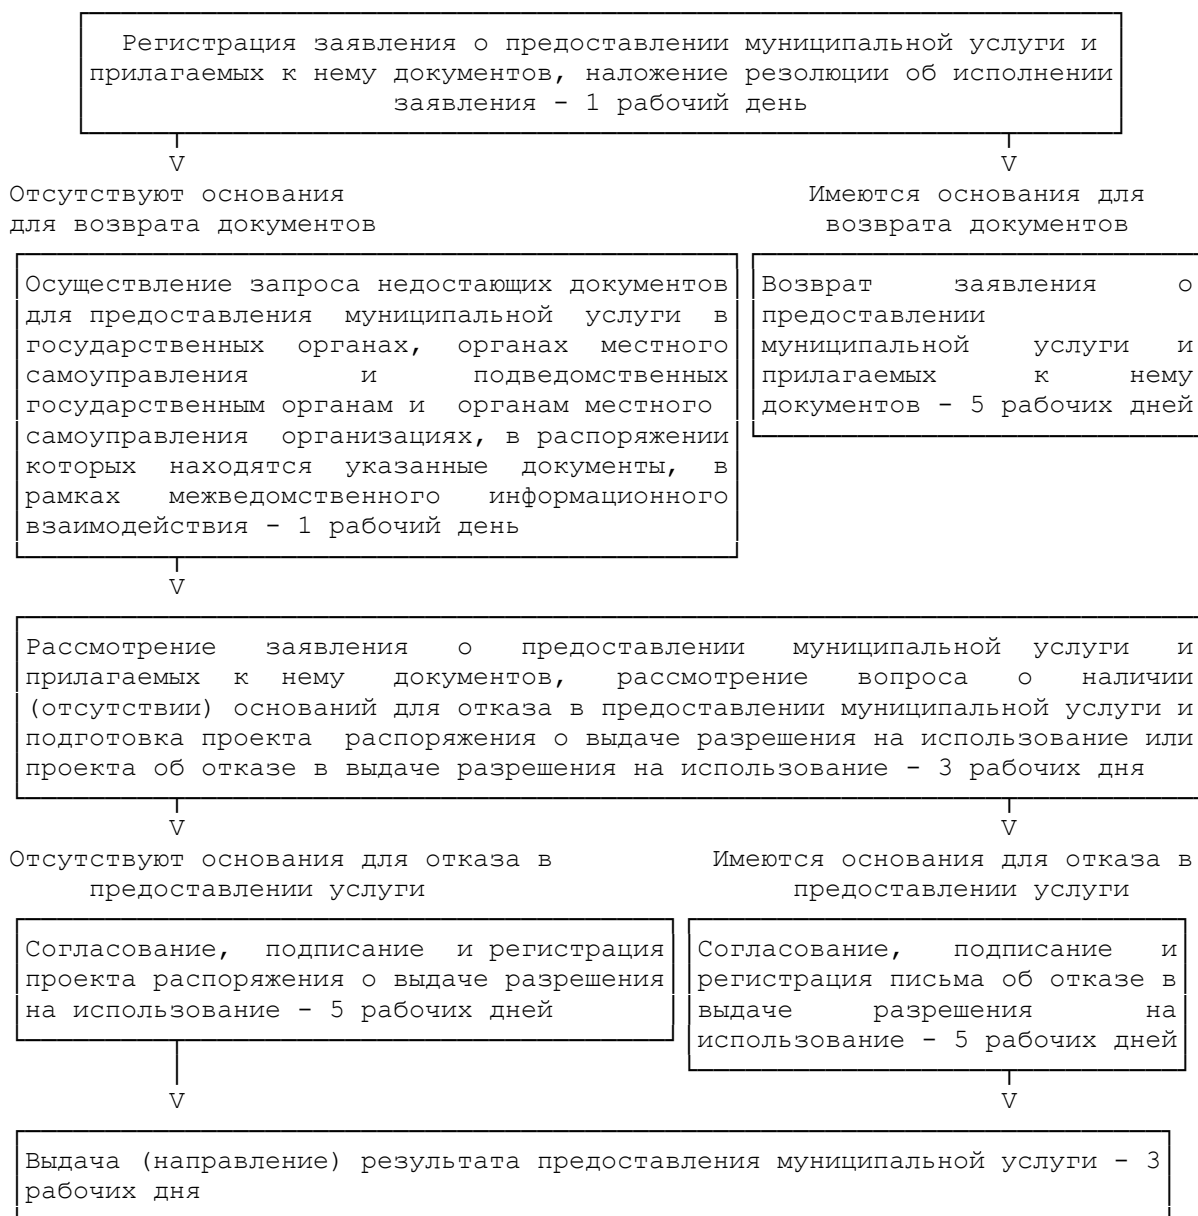 Регистрация заявления о предоставлении муниципальной услуги и
прилагаемых к нему документов, наложение резолюции об исполнении
заявления - 1 рабочий день
V
V
Отсутствуют основания
для возврата документов
Имеются основания для
возврата документов
Осуществление запроса недостающих документов
для предоставления муниципальной услуги в
государственных органах, органах местного
самоуправления и подведомственных
государственным органам и органам местного
самоуправления организациях, в распоряжении
которых находятся указанные документы, в
рамках межведомственного информационного
взаимодействия - 1 рабочий день
Возврат заявления о
предоставлении
муниципальной услуги и
прилагаемых к нему
документов - 5 рабочих дней
V
Рассмотрение заявления о предоставлении муниципальной услуги и
прилагаемых к нему документов, рассмотрение вопроса о наличии
(отсутствии) оснований для отказа в предоставлении муниципальной услуги и
подготовка проекта распоряжения о выдаче разрешения на использование или
проекта об отказе в выдаче разрешения на использование - 3 рабочих дня
V
V
Отсутствуют основания для отказа в
предоставлении услуги
Имеются основания для отказа в
предоставлении услуги
Согласование, подписание и регистрация
проекта распоряжения о выдаче разрешения
на использование - 5 рабочих дней
Согласование, подписание и
регистрация письма об отказе в
выдаче разрешения на
использование - 5 рабочих дней
V
V
Выдача (направление) результата предоставления муниципальной услуги - 3
рабочих дня